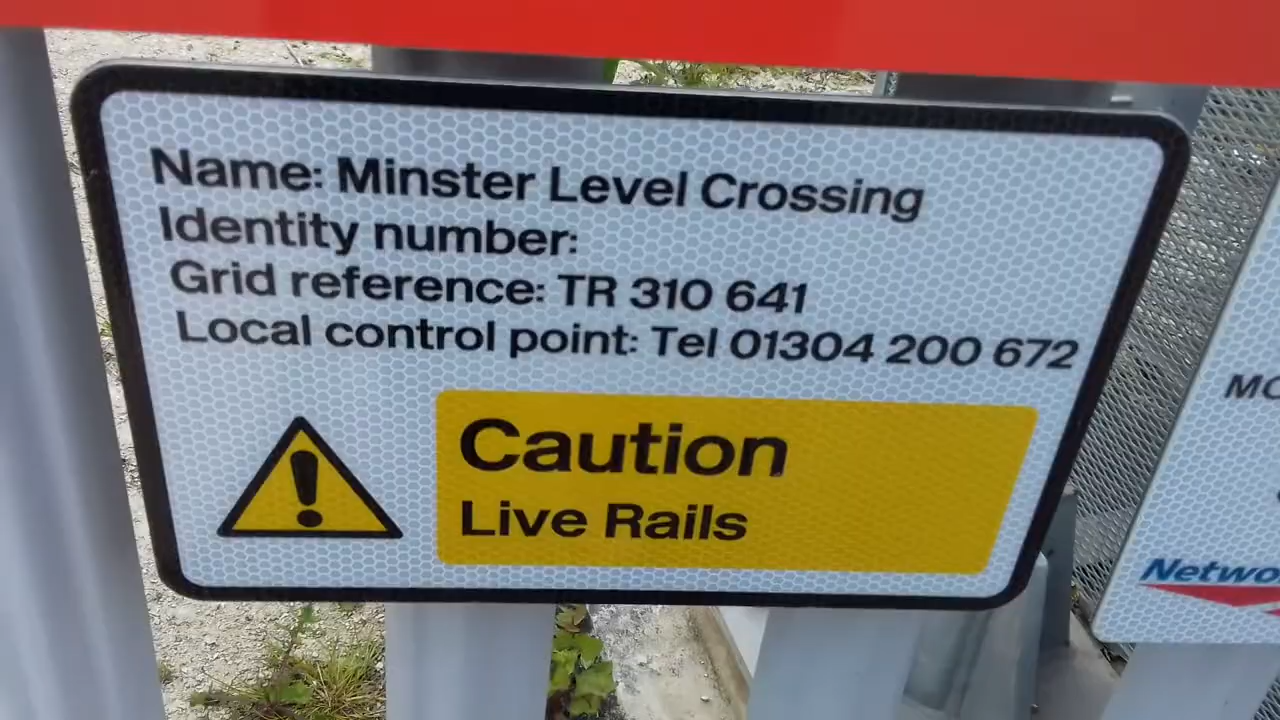 Name: Minster Level Crossing
Identity number:
Grid reference: TR 310 641
Local control point: Tel 01304 200 672
Caution
Live Rails